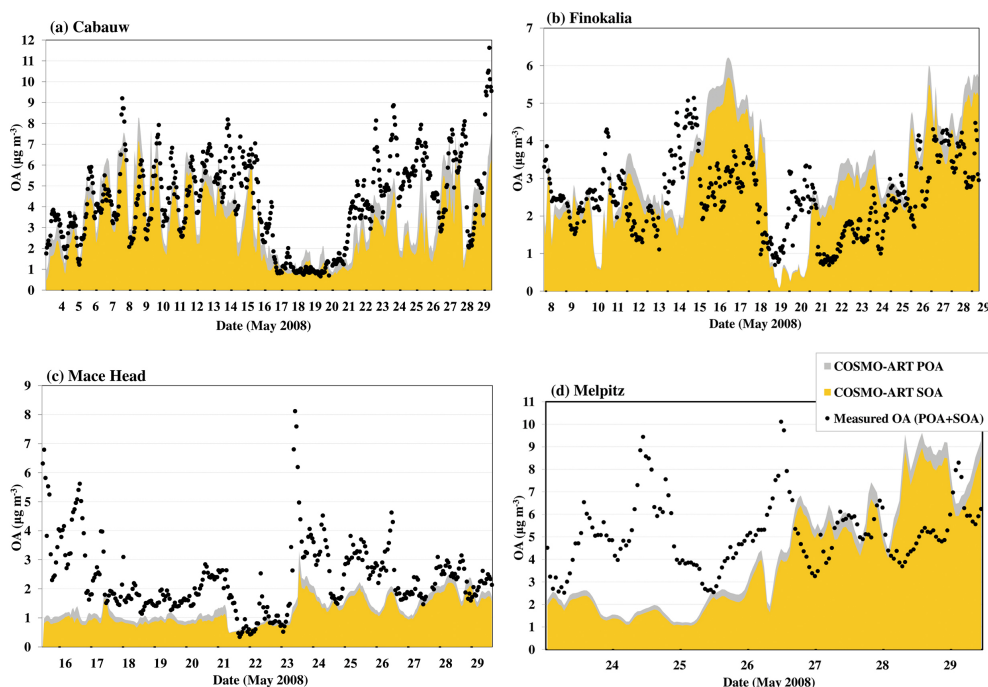 (a) Cabauw
12
11
10
9
8
7
6
5
4
3
2
1
0
OA (µg m⁻³)
4 5 6 7 8 9 10 11 12 13 14 15 16 17 18 19 20 21 22 23 24 25 26 27 28 29
Date (May 2008)
(b) Finokalia
7
6
5
4
3
2
1
0
OA (µg m⁻³)
8 9 10 11 12 13 14 15 16 17 18 19 20 21 22 23 24 25 26 27 28 29
Date (May 2008)
(c) Mace Head
9
8
7
6
5
4
3
2
1
0
OA (µg m⁻³)
16 17 18 19 20 21 22 23 24 25 26 27 28 29
Date (May 2008)
(d) Melpitz
COSMO-ART POA
COSMO-ART SOA
Measured OA (POA+SOA)
11
10
9
8
7
6
5
4
3
2
1
0
OA (µg m⁻³)
24 25 26 27 28 29
Date (May 2008)